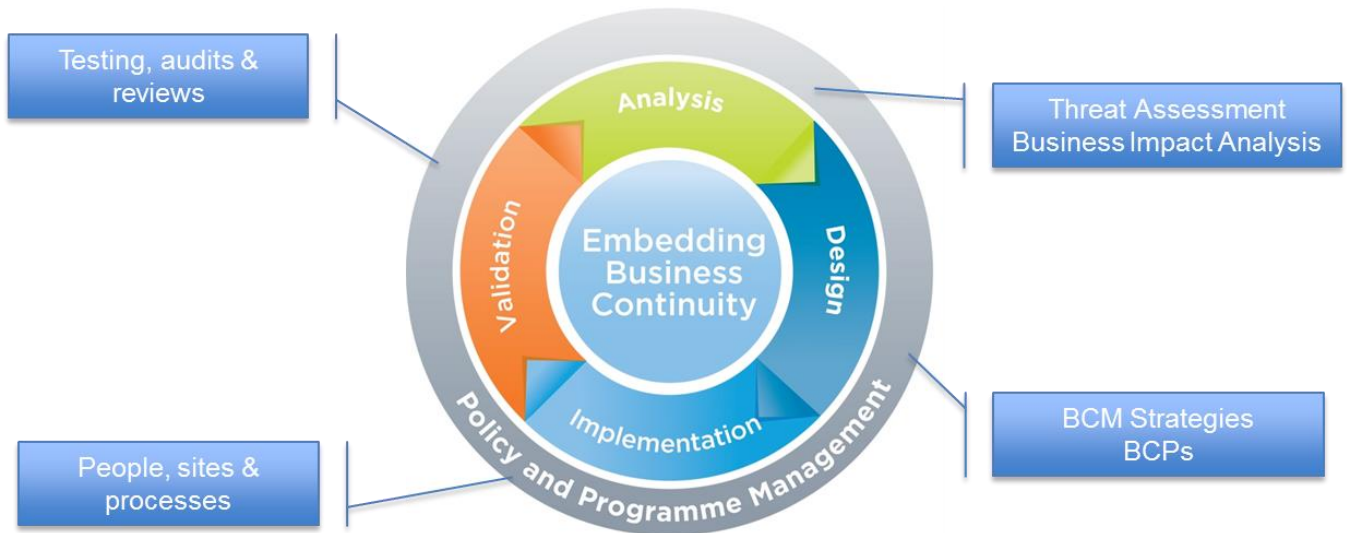 Testing, audits &
reviews
Threat Assessment
Business Impact Analysis
Analysis
Design
Validation
Implementation
Embedding
Business
Continuity
Policy and Programme Management
People, sites &
processes
BCM Strategies
BCPs